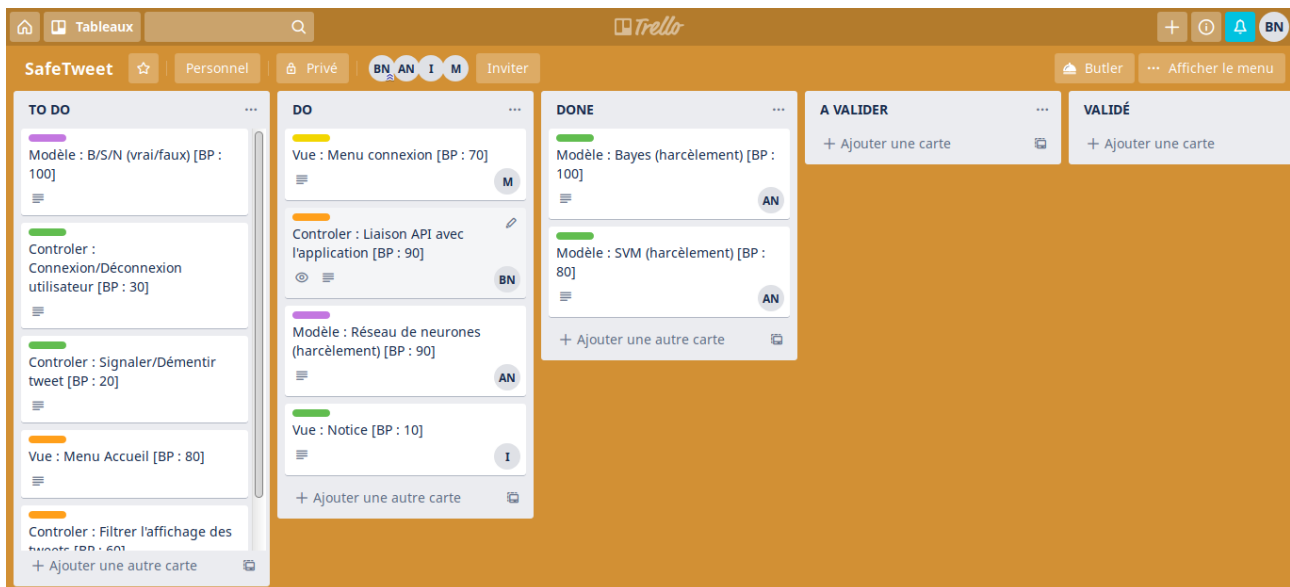 Tableaux
Trello
BN
SafeTweet
Personnel
Privé
BN AN I M
Inviter
Butler
Afficher le menu
TO DO
Modèle : B/S/N (vrai/faux) [BP :
100]
Controler :
Connexion/Déconnexion
utilisateur [BP : 30]
Controler : Signaler/Démentir
tweet [BP : 20]
Vue : Menu Accueil [BP : 80]
Controler : Filtrer l'affichage des
tweets [BP : 60]
+ Ajouter une autre carte
DO
Vue : Menu connexion [BP : 70]
M
Controler : Liaison API avec
l'application [BP : 90]
BN
Modèle : Réseau de neurones
(harcèlement) [BP : 90]
AN
Vue : Notice [BP : 10]
I
+ Ajouter une autre carte
DONE
Modèle : Bayes (harcèlement) [BP :
100]
AN
Modèle : SVM (harcèlement) [BP :
80]
AN
+ Ajouter une autre carte
A VALIDER
+ Ajouter une carte
VALIDÉ
+ Ajouter une carte